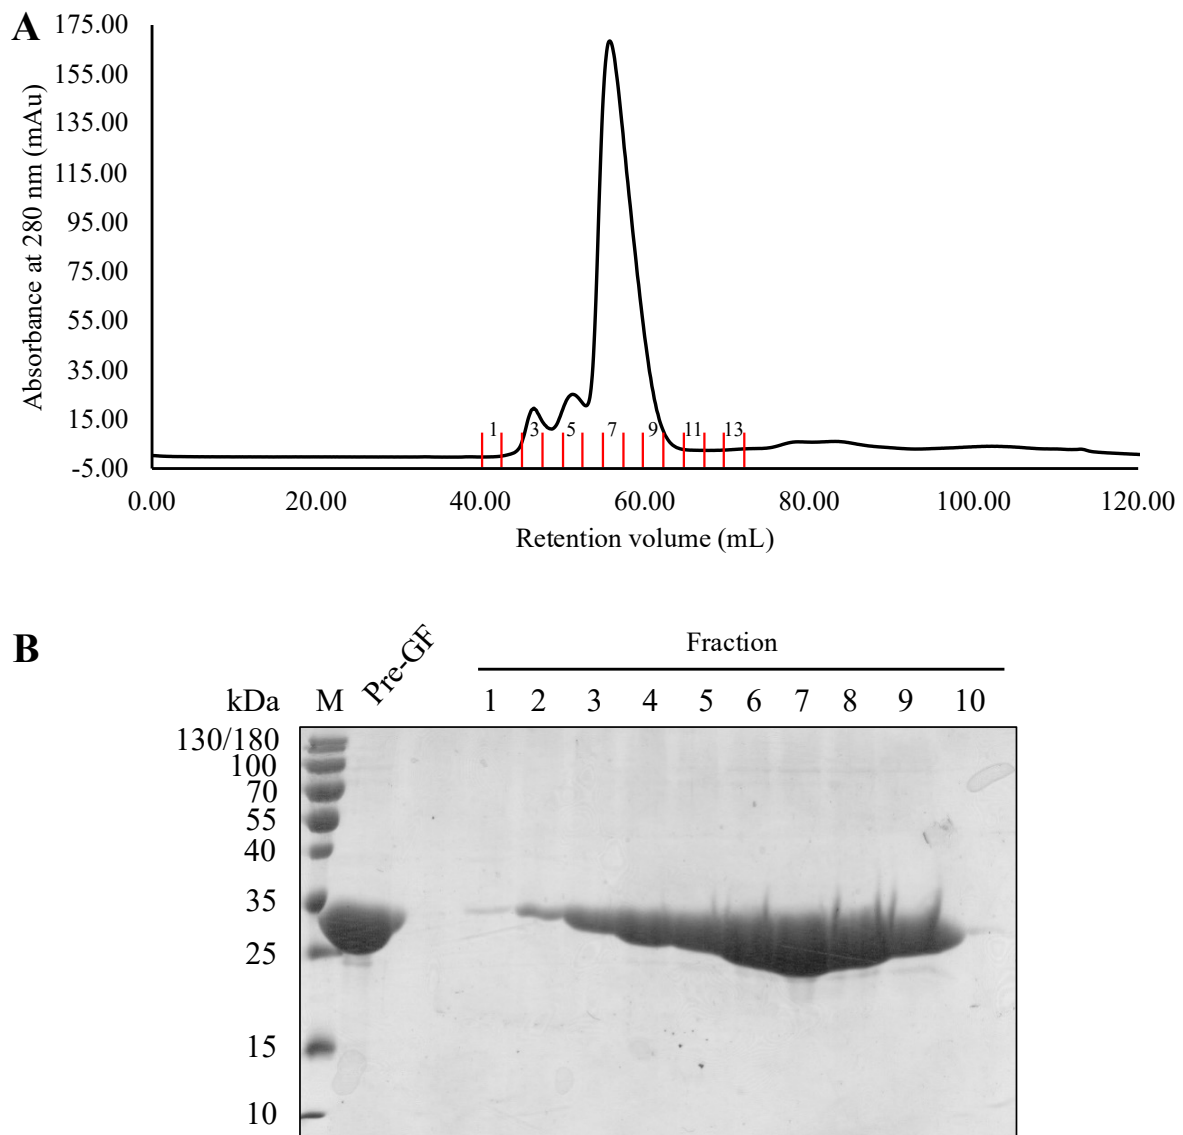 A
175.00
155.00
135.00
115.00
95.00
75.00
55.00
35.00
15.00
-5.00
Absorbance at 280 nm (mAu)
1 3 5 7 9 11 13
0.00 20.00 40.00 60.00 80.00 100.00 120.00
Retention volume (mL)
B
Fraction
kDa M Pre-GF 1 2 3 4 5 6 7 8 9 10
130/180
100
70
55
40
35
25
15
10